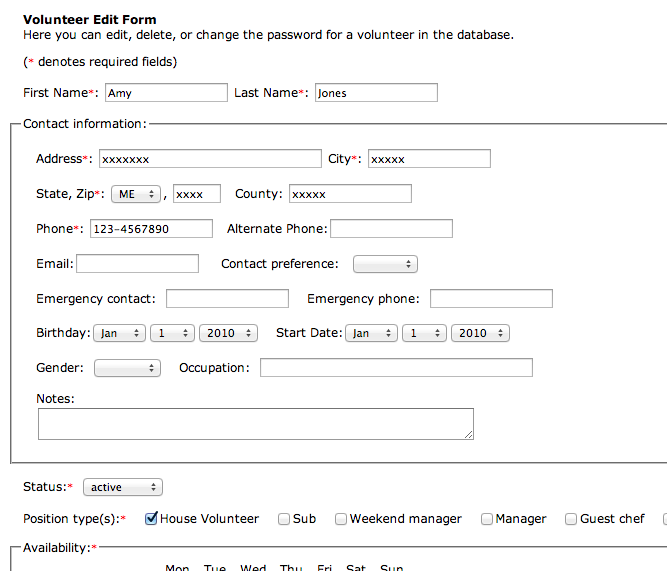 Volunteer Edit Form
Here you can edit, delete, or change the password for a volunteer in the database.
(* denotes required fields)
First Name*: Amy Last Name*: Jones
Contact information:
Address*: xxxxxxx City*: xxxxx
State, Zip*: ME , xxxx County: xxxxx
Phone*: 123-4567890 Alternate Phone:
Email: Contact preference:
Emergency contact: Emergency phone:
Birthday: Jan 1 2010 Start Date: Jan 1 2010
Gender: Occupation:
Notes:
Status:* active
Position type(s):* House Volunteer Sub Weekend manager Manager Guest chef
Availability:*
Mon Tue Wed Thu Fri Sat Sun